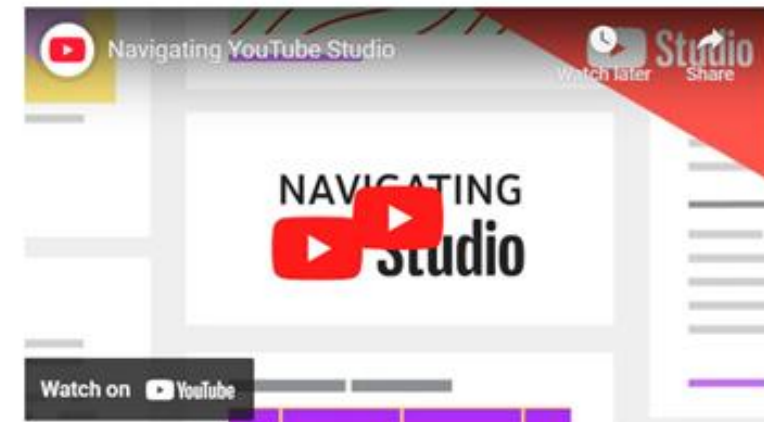 Navigating YouTube Studio
Studio
Watch later
Share
NAVIGATING
Studio
Watch on YouTube